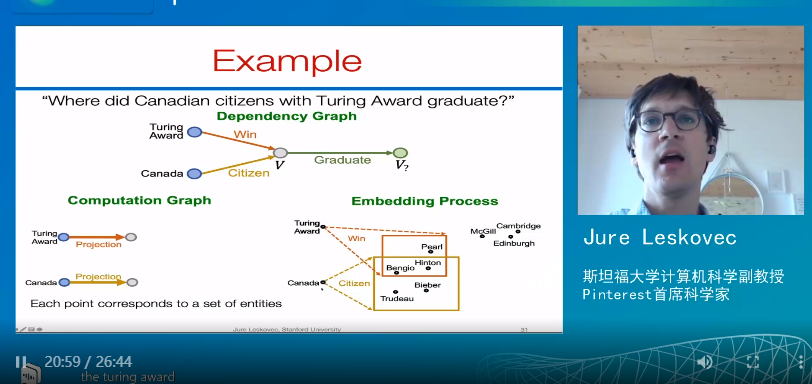 Example
"Where did Canadian citizens with Turing Award graduate?"
Dependency Graph
Turing
Award
Win
Canada
Citizen
V
Graduate
V?
Computation Graph
Embedding Process
Turing
Award
Projection
Canada
Projection
Each point corresponds to a set of entities
Turing
Award
Win
Canada
Citizen
Pearl
Hinton
Bengio
Bieber
Trudeau
McGill
Cambridge
Edinburgh
Jure Leskovec, Stanford University
31
Jure Leskovec
斯坦福大学计算机科学副教授
Pinterest首席科学家
20:59 / 26:44
the turing award